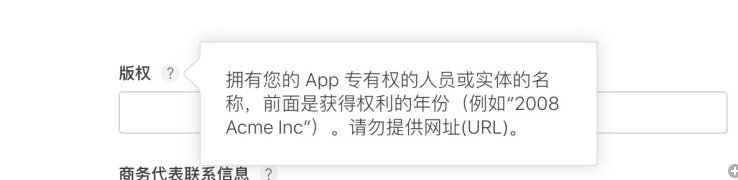 版权 ?
拥有您的 App 专有权的人员或实体的名
称，前面是获得权利的年份（例如“2008
Acme Inc”）。请勿提供网址(URL)。
商务代表联系信息 ?